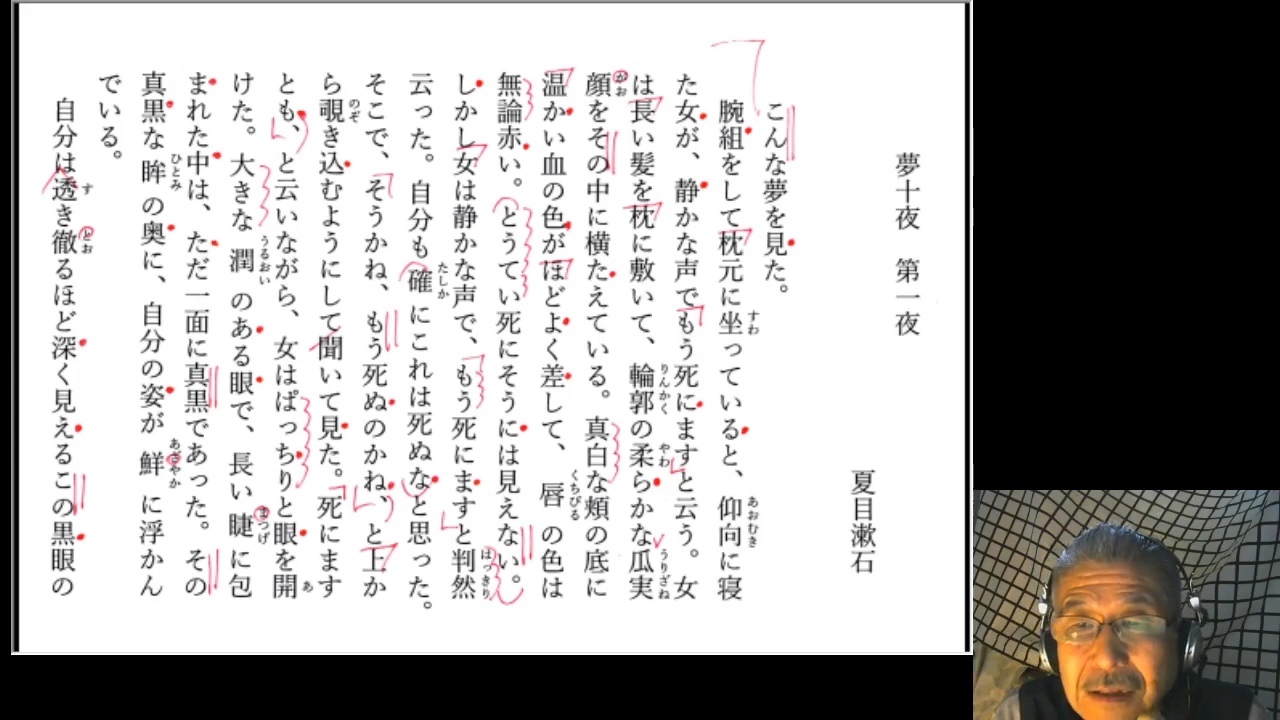 夢十夜　第一夜
夏目漱石
こんな夢を見た。
腕組をして枕元に坐っていると、仰向に寝
た女が、静かな声でもう死にますと云う。女
は長い髪を枕に敷いて、輪郭の柔らかな瓜実
顔をその中に横たえている。真白な頬の底に
温かい血の色がほどよく差して、唇の色は
無論赤い。とうてい死にそうには見えない。
しかし女は静かな声で、もう死にますと判然
云った。自分も確にこれは死ぬなと思った。
そこで、そうかね、もう死ぬのかね、と上か
ら覗き込むようにして聞いて見た。死にます
とも、と云いながら、女はぱっちりと眼を開
けた。大きな潤のある眼で、長い睫に包
まれた中は、ただ一面に真黒であった。その
真黒な眸の奥に、自分の姿が鮮に浮かん
でいる。
自分は透き徹るほど深く見えるこの黒眼の